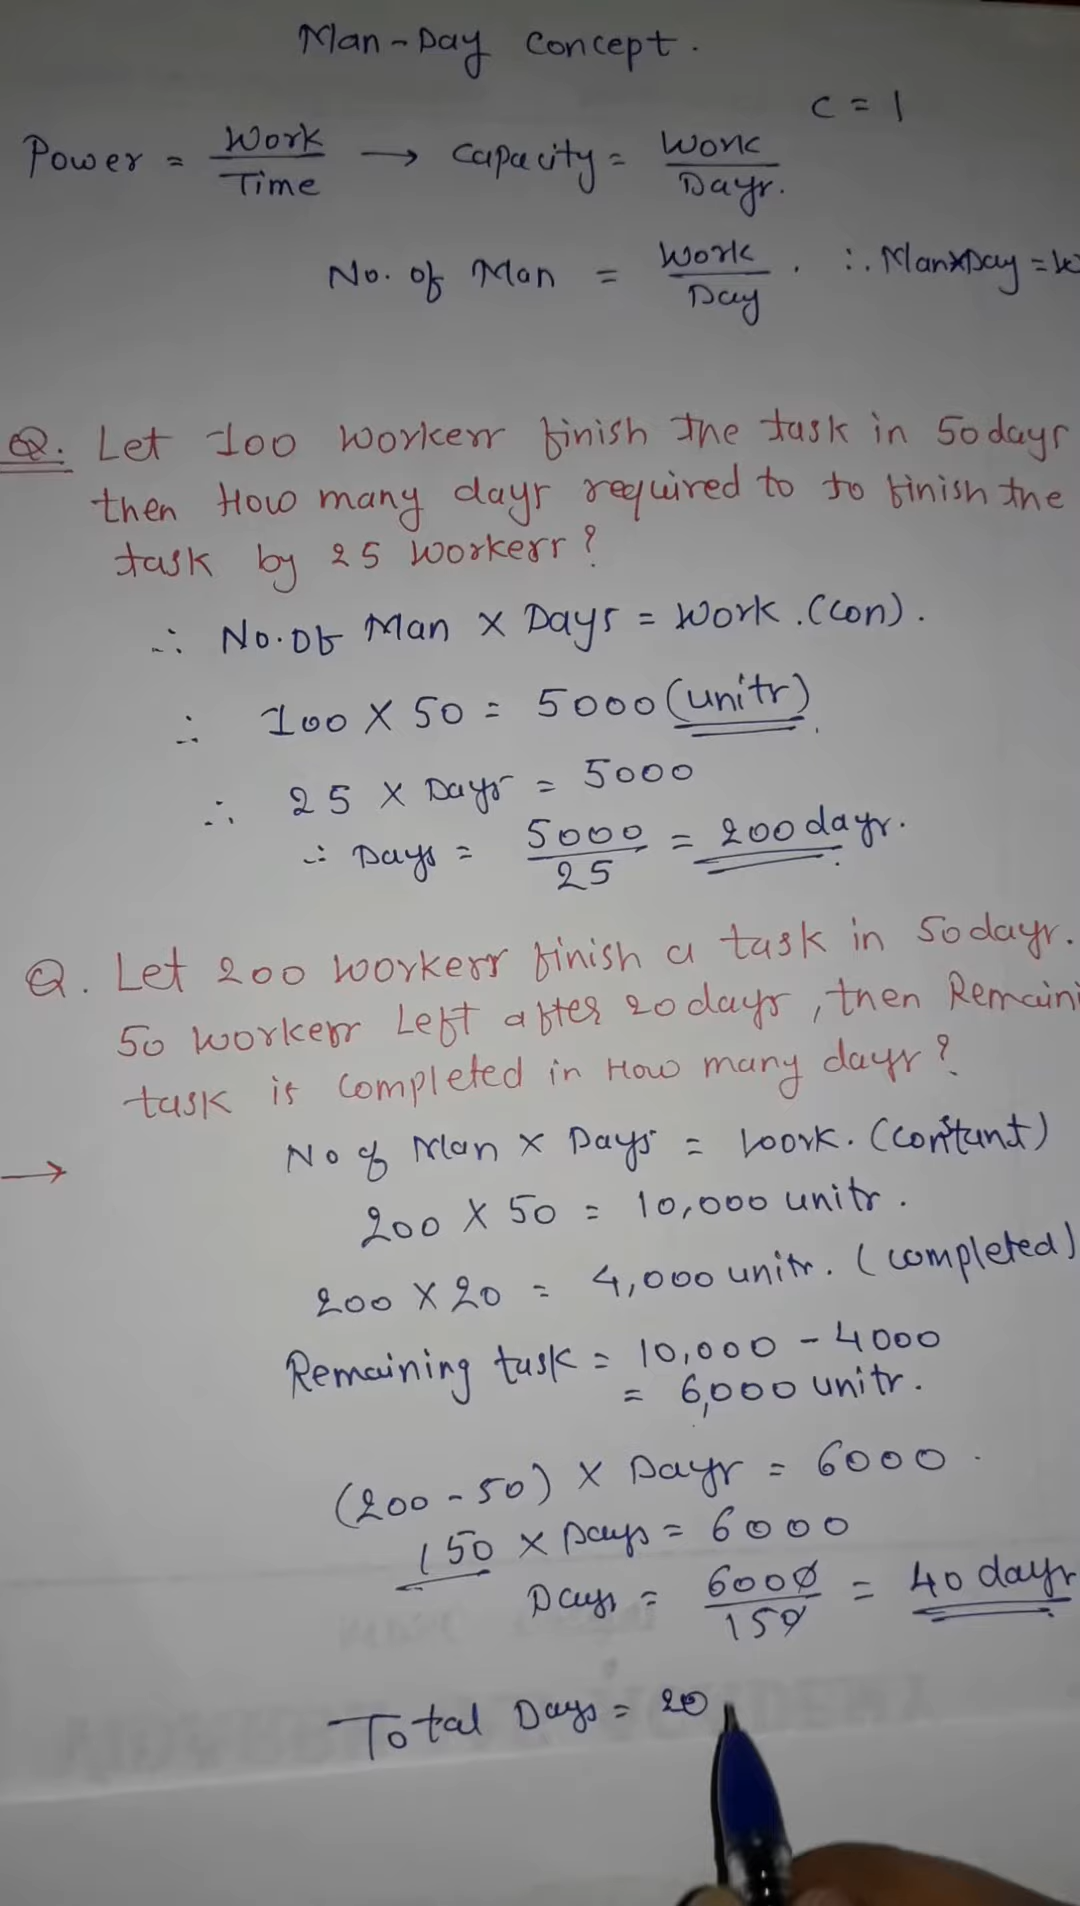 Man-Day Concept.
C = 1
Power = Work/Time → Capacity = Work/Days.
No. of Man = Work/Day. ∴ Man×Day = W
Q. Let 100 workers finish the task in 50 days
then How many days required to to finish the
task by 25 workers?
∴ No. Of Man × Days = Work. (Con).
∴ 100 × 50 = 5000 (units).
∴ 25 × Days = 5000
∴ Days = 5000/25 = 200 days.
Q. Let 200 workers finish a task in 50 days.
50 workers Left after 20 days, then Remaini
task is completed in How many days?
→ No of Man × Days = Work. (Constant)
200 × 50 = 10,000 units.
200 × 20 = 4,000 units. (completed)
Remaining task = 10,000 - 4000
= 6,000 units.
(200 - 50) × Days = 6000.
150 × Days = 6000
Days = 6000/150 = 40 days
Total Days = 20